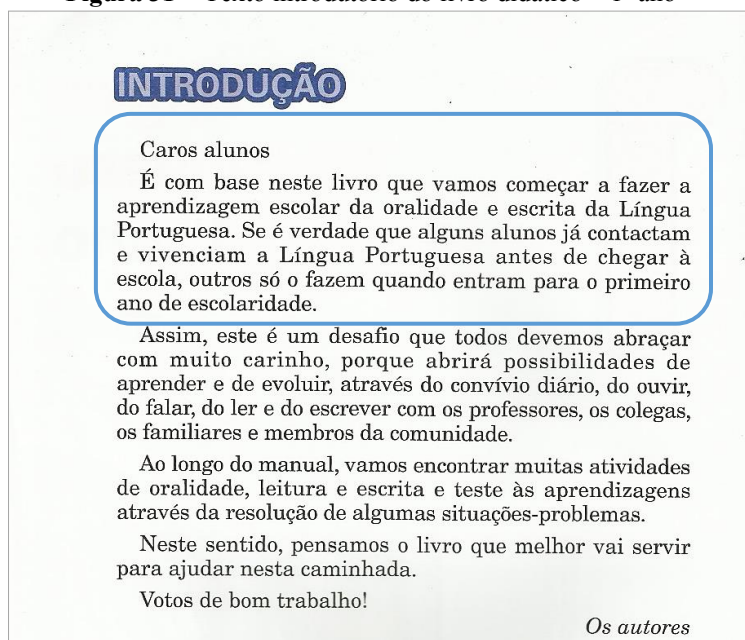 INTRODUÇÃO
Caros alunos
É com base neste livro que vamos começar a fazer a
aprendizagem escolar da oralidade e escrita da Língua
Portuguesa. Se é verdade que alguns alunos já contactam
e vivenciam a Língua Portuguesa antes de chegar à
escola, outros só o fazem quando entram para o primeiro
ano de escolaridade.
Assim, este é um desafio que todos devemos abraçar
com muito carinho, porque abrirá possibilidades de
aprender e de evoluir, através do convívio diário, do ouvir,
do falar, do ler e do escrever com os professores, os colegas,
os familiares e membros da comunidade.
Ao longo do manual, vamos encontrar muitas atividades
de oralidade, leitura e escrita e teste às aprendizagens
através da resolução de algumas situações-problemas.
Neste sentido, pensamos o livro que melhor vai servir
para ajudar nesta caminhada.
Votos de bom trabalho!
Os autores